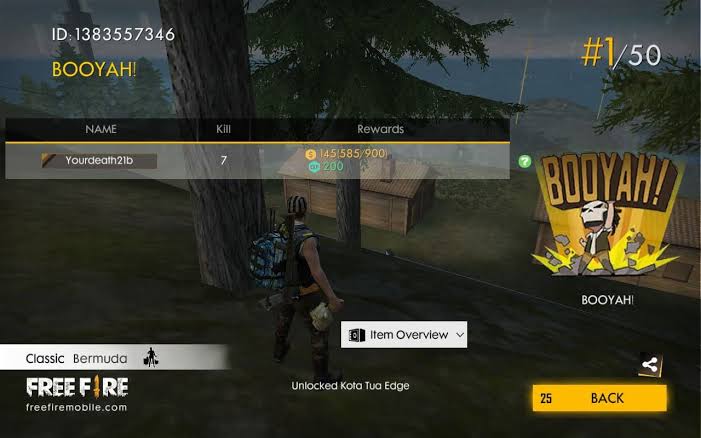 ID:1383557346
BOOYAH!
#1/50
NAME Kill Rewards
Yourdeath21b 7 145(585/900)
200
BOOYAH!
BOOYAH!
Item Overview
Classic Bermuda
FREE FIRE
freefiremobile.com
Unlocked Kota Tua Edge
25 BACK